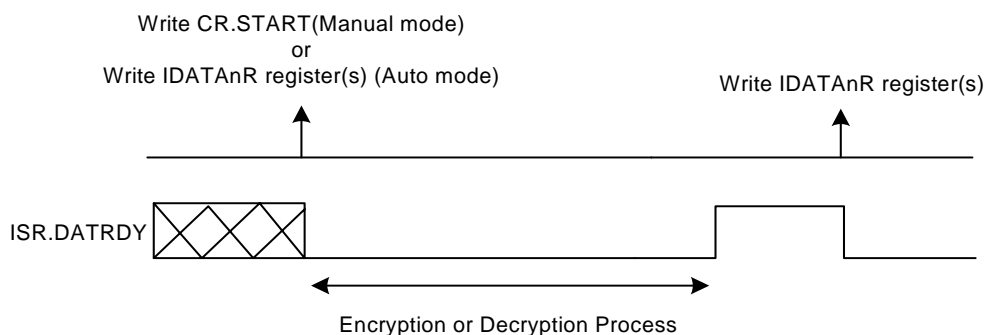 Write CR.START(Manual mode)
or
Write IDATAnR register(s) (Auto mode)
Write IDATAnR register(s)
ISR.DATRDY
Encryption or Decryption Process